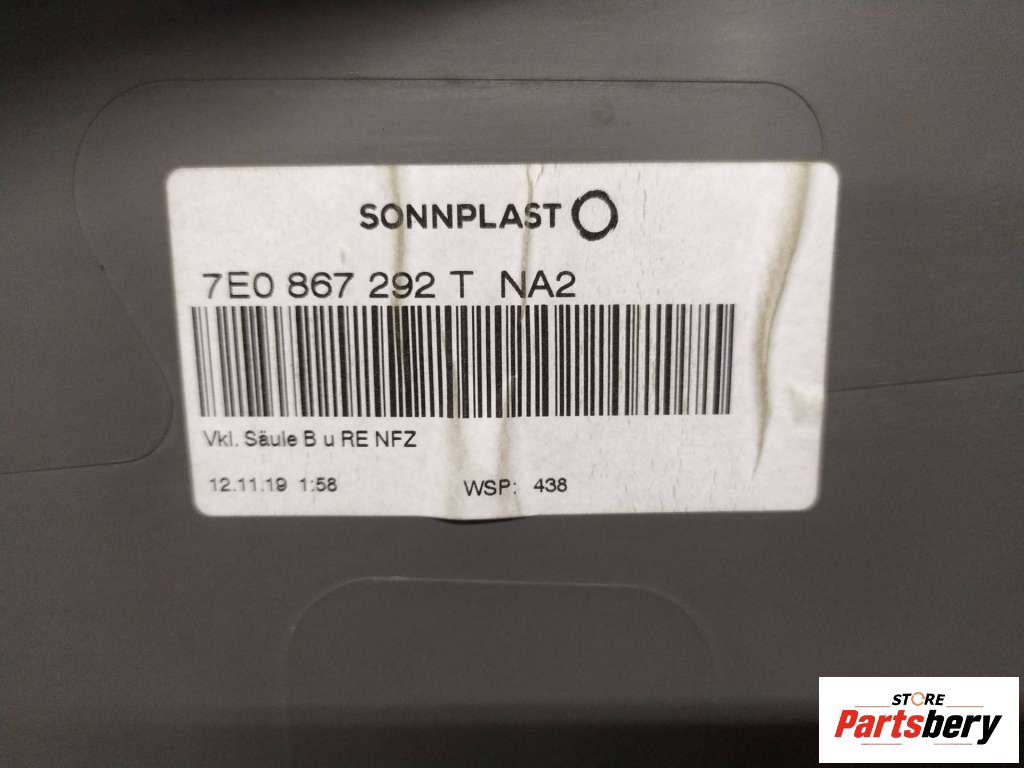 SONNPLAST
7E0 867 292 T NA2
Vkl. Säule B u RE NFZ
12.11.19 1:58 WSP: 438
STORE
Partsbery